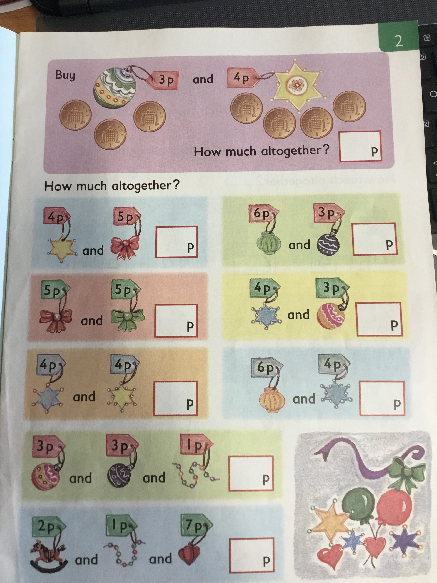 2
Buy 3p and 4p
How much altogether? p
How much altogether?
4p 5p
and p
6p 3p
and p
5p 5p
and p
4p 3p
and p
4p 4p
and p
6p 4p
and p
3p 3p 1p
and and p
2p 1p 7p
and and p